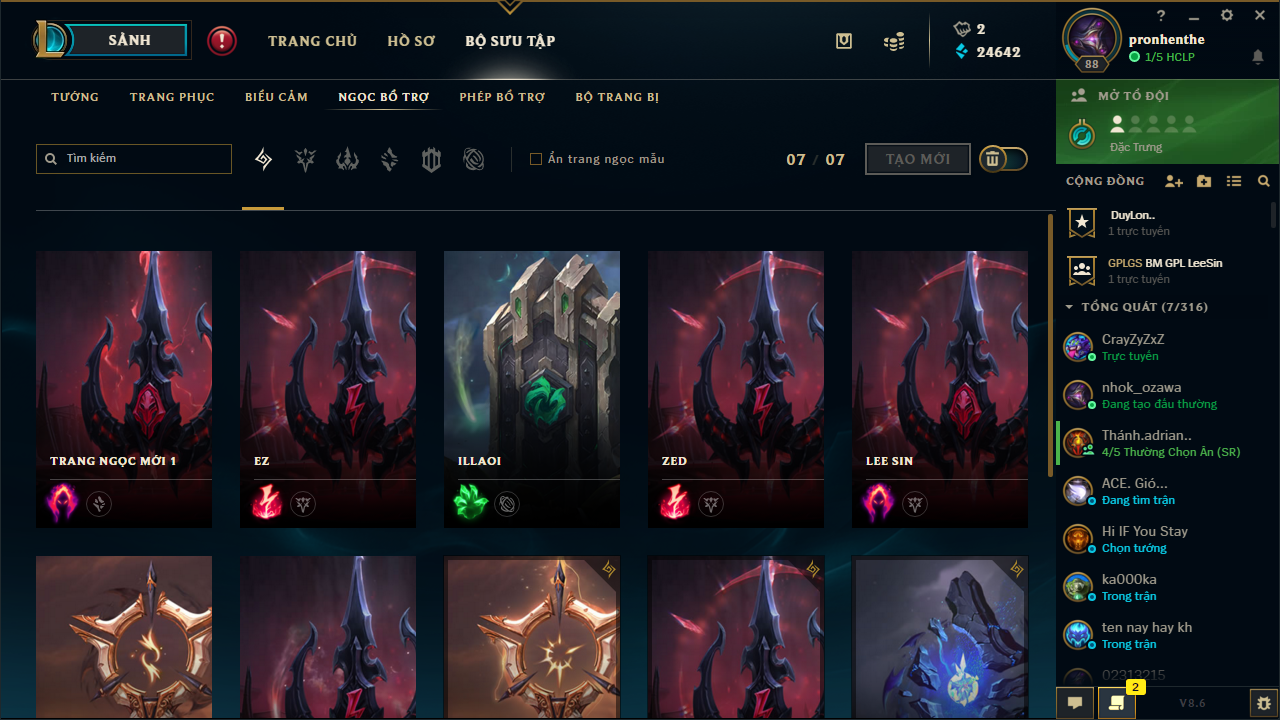 SẢNH
TRANG CHỦ
HỒ SƠ
BỘ SƯU TẬP
2
24642
?
88
pronhenthe
1/5 HCLP
TƯỚNG
TRANG PHỤC
BIỂU CẢM
NGỌC BỔ TRỢ
PHÉP BỔ TRỢ
BỘ TRANG BỊ
MỞ TỔ ĐỘI
Đặc Trưng
Tìm kiếm
Ẩn trang ngọc mẫu
07 / 07
TẠO MỚI
CỘNG ĐỒNG
DuyLon..
1 trực tuyến
GPLGS BM GPL LeeSin
1 trực tuyến
TỔNG QUÁT (7/316)
CrayZyZxZ
Trực tuyến
nhok_ozawa
Đang tạo đấu thường
Thánh.adrian..
4/5 Thường Chọn Ẩn (SR)
ACE. Gió...
Đang tìm trận
Hi IF You Stay
Chọn tướng
ka000ka
Trong trận
ten nay hay kh
Trong trận
02313215
TRANG NGỌC MỚI 1
EZ
ILLAOI
ZED
LEE SIN
2
V8.6